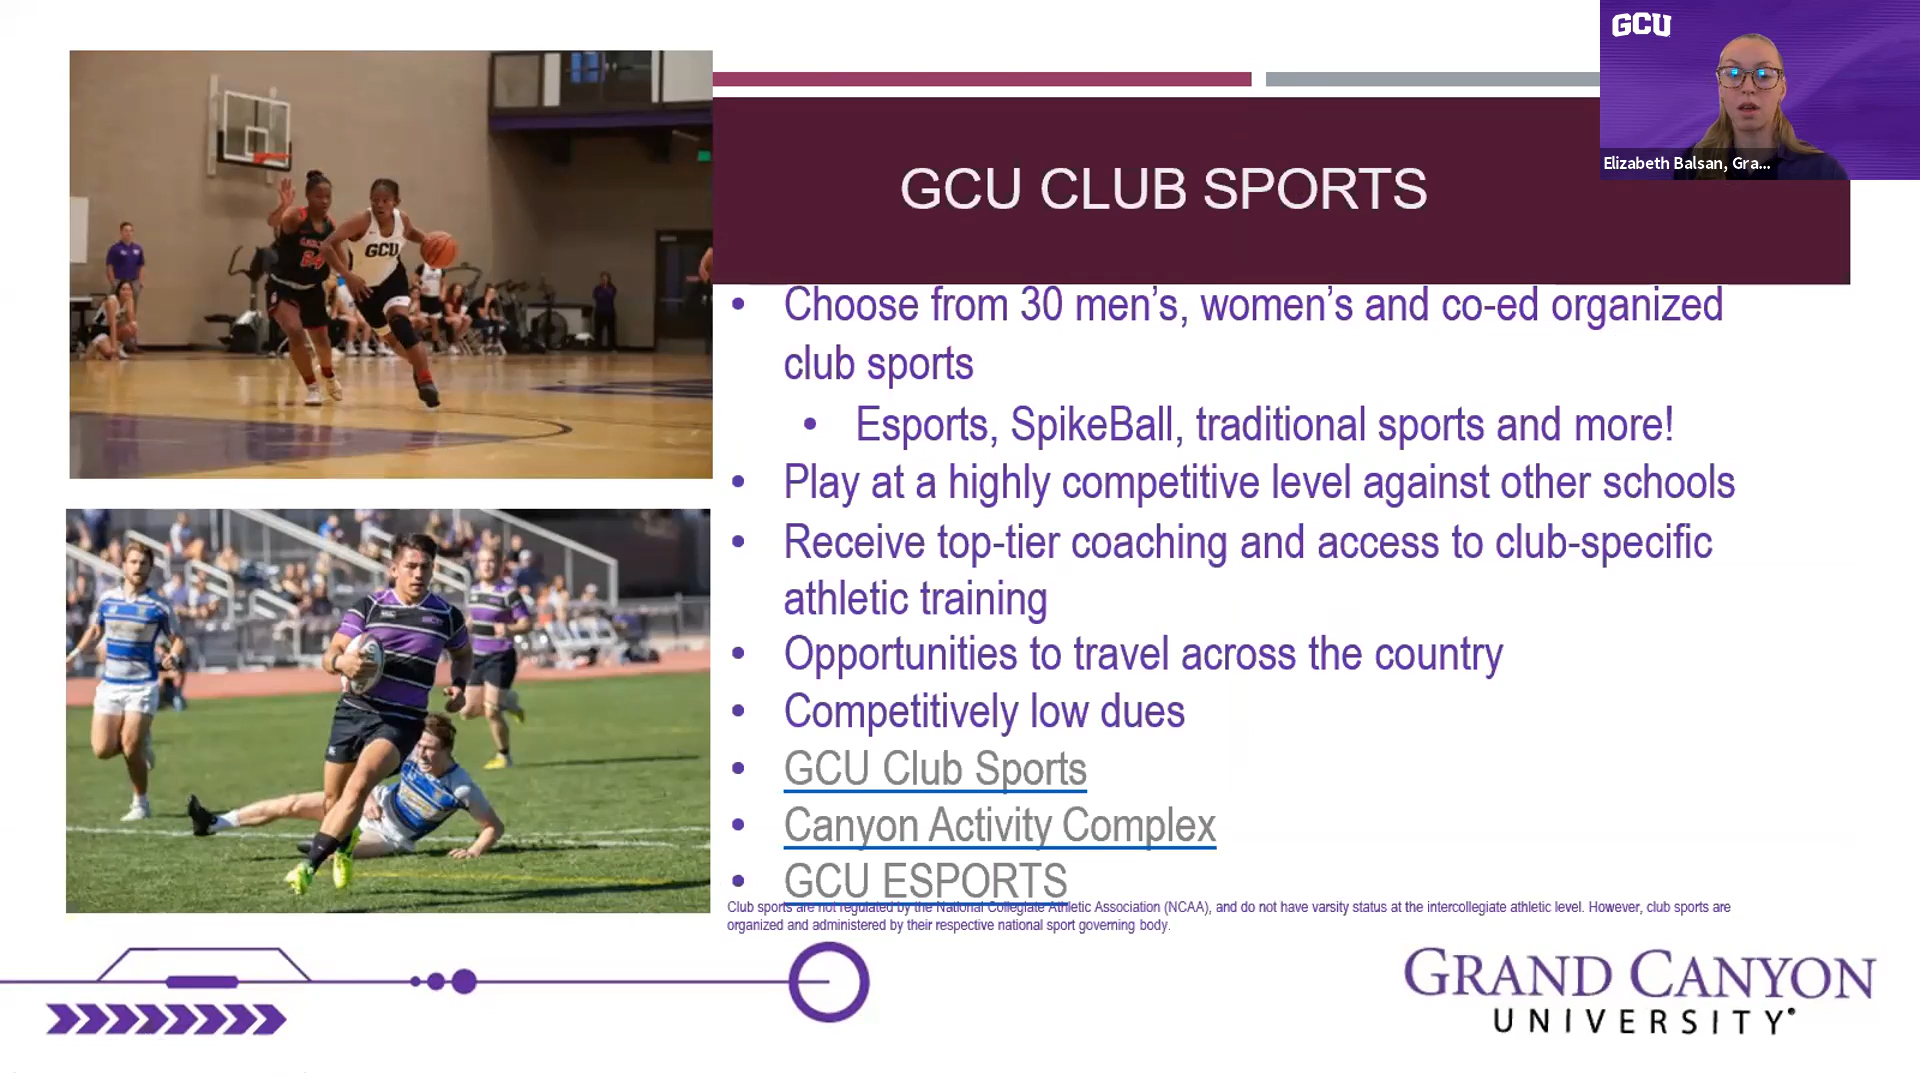 GCU
Elizabeth Balsan, Gra...
GCU CLUB SPORTS
GCU
• Choose from 30 men's, women's and co-ed organized
club sports
• Esports, SpikeBall, traditional sports and more!
• Play at a highly competitive level against other schools
• Receive top-tier coaching and access to club-specific
athletic training
• Opportunities to travel across the country
• Competitively low dues
• GCU Club Sports
• Canyon Activity Complex
• GCU ESPORTS
Club sports are not regulated by the National Collegiate Athletic Association (NCAA), and do not have varsity status at the intercollegiate athletic level. However, club sports are
organized and administered by their respective national sport governing body.
GRAND CANYON
UNIVERSITY